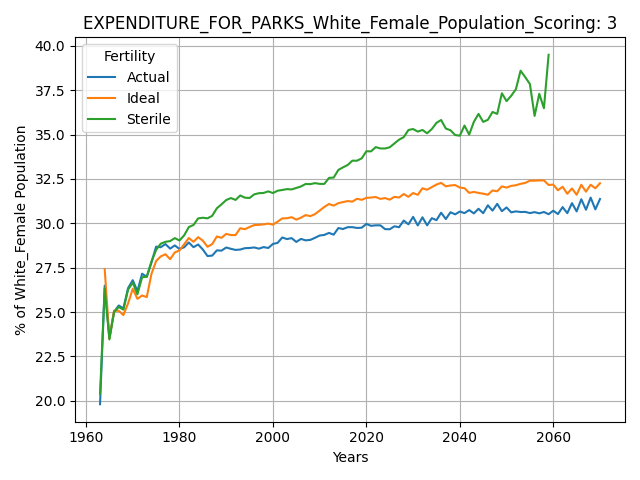 EXPENDITURE_FOR_PARKS_White_Female_Population_Scoring: 3
Fertility
Actual
Ideal
Sterile
% of White_Female Population
40.0
37.5
35.0
32.5
30.0
27.5
25.0
22.5
20.0
1960 1980 2000 2020 2040 2060
Years